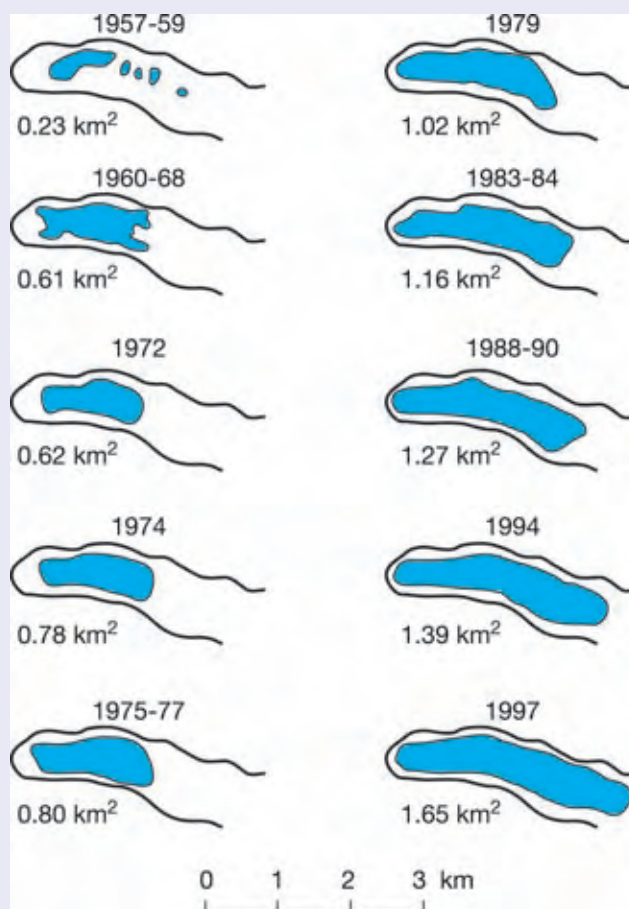 1957-59
0.23 km²
1960-68
0.61 km²
1972
0.62 km²
1974
0.78 km²
1975-77
0.80 km²
1979
1.02 km²
1983-84
1.16 km²
1988-90
1.27 km²
1994
1.39 km²
1997
1.65 km²
0 1 2 3 km